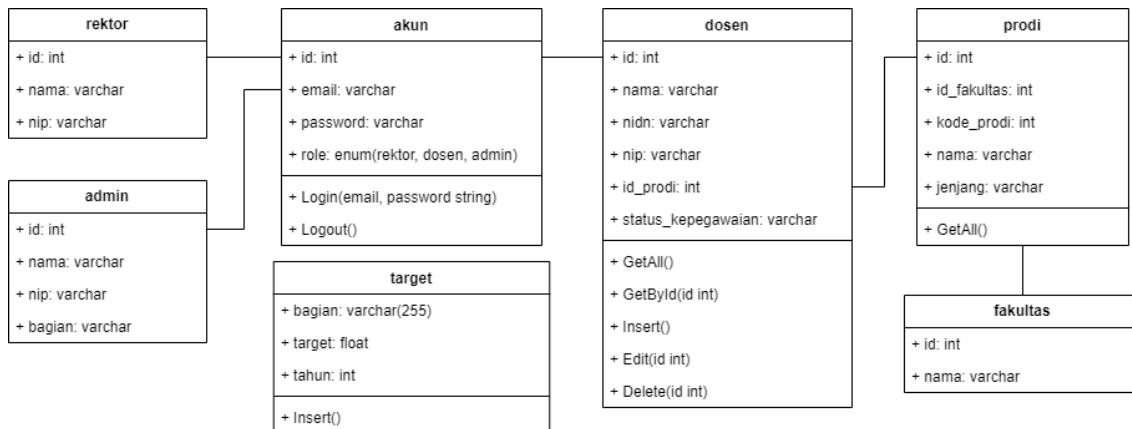 rektor
+ id: int
+ nama: varchar
+ nip: varchar
admin
+ id: int
+ nama: varchar
+ nip: varchar
+ bagian: varchar
akun
+ id: int
+ email: varchar
+ password: varchar
+ role: enum(rektor, dosen, admin)
+ Login(email, password string)
+ Logout()
target
+ bagian: varchar(255)
+ target: float
+ tahun: int
+ Insert()
dosen
+ id: int
+ nama: varchar
+ nidn: varchar
+ nip: varchar
+ id_prodi: int
+ status_kepegawaian: varchar
+ GetAll()
+ GetById(id int)
+ Insert()
+ Edit(id int)
+ Delete(id int)
prodi
+ id: int
+ id_fakultas: int
+ kode_prodi: int
+ nama: varchar
+ jenjang: varchar
+ GetAll()
fakultas
+ id: int
+ nama: varchar